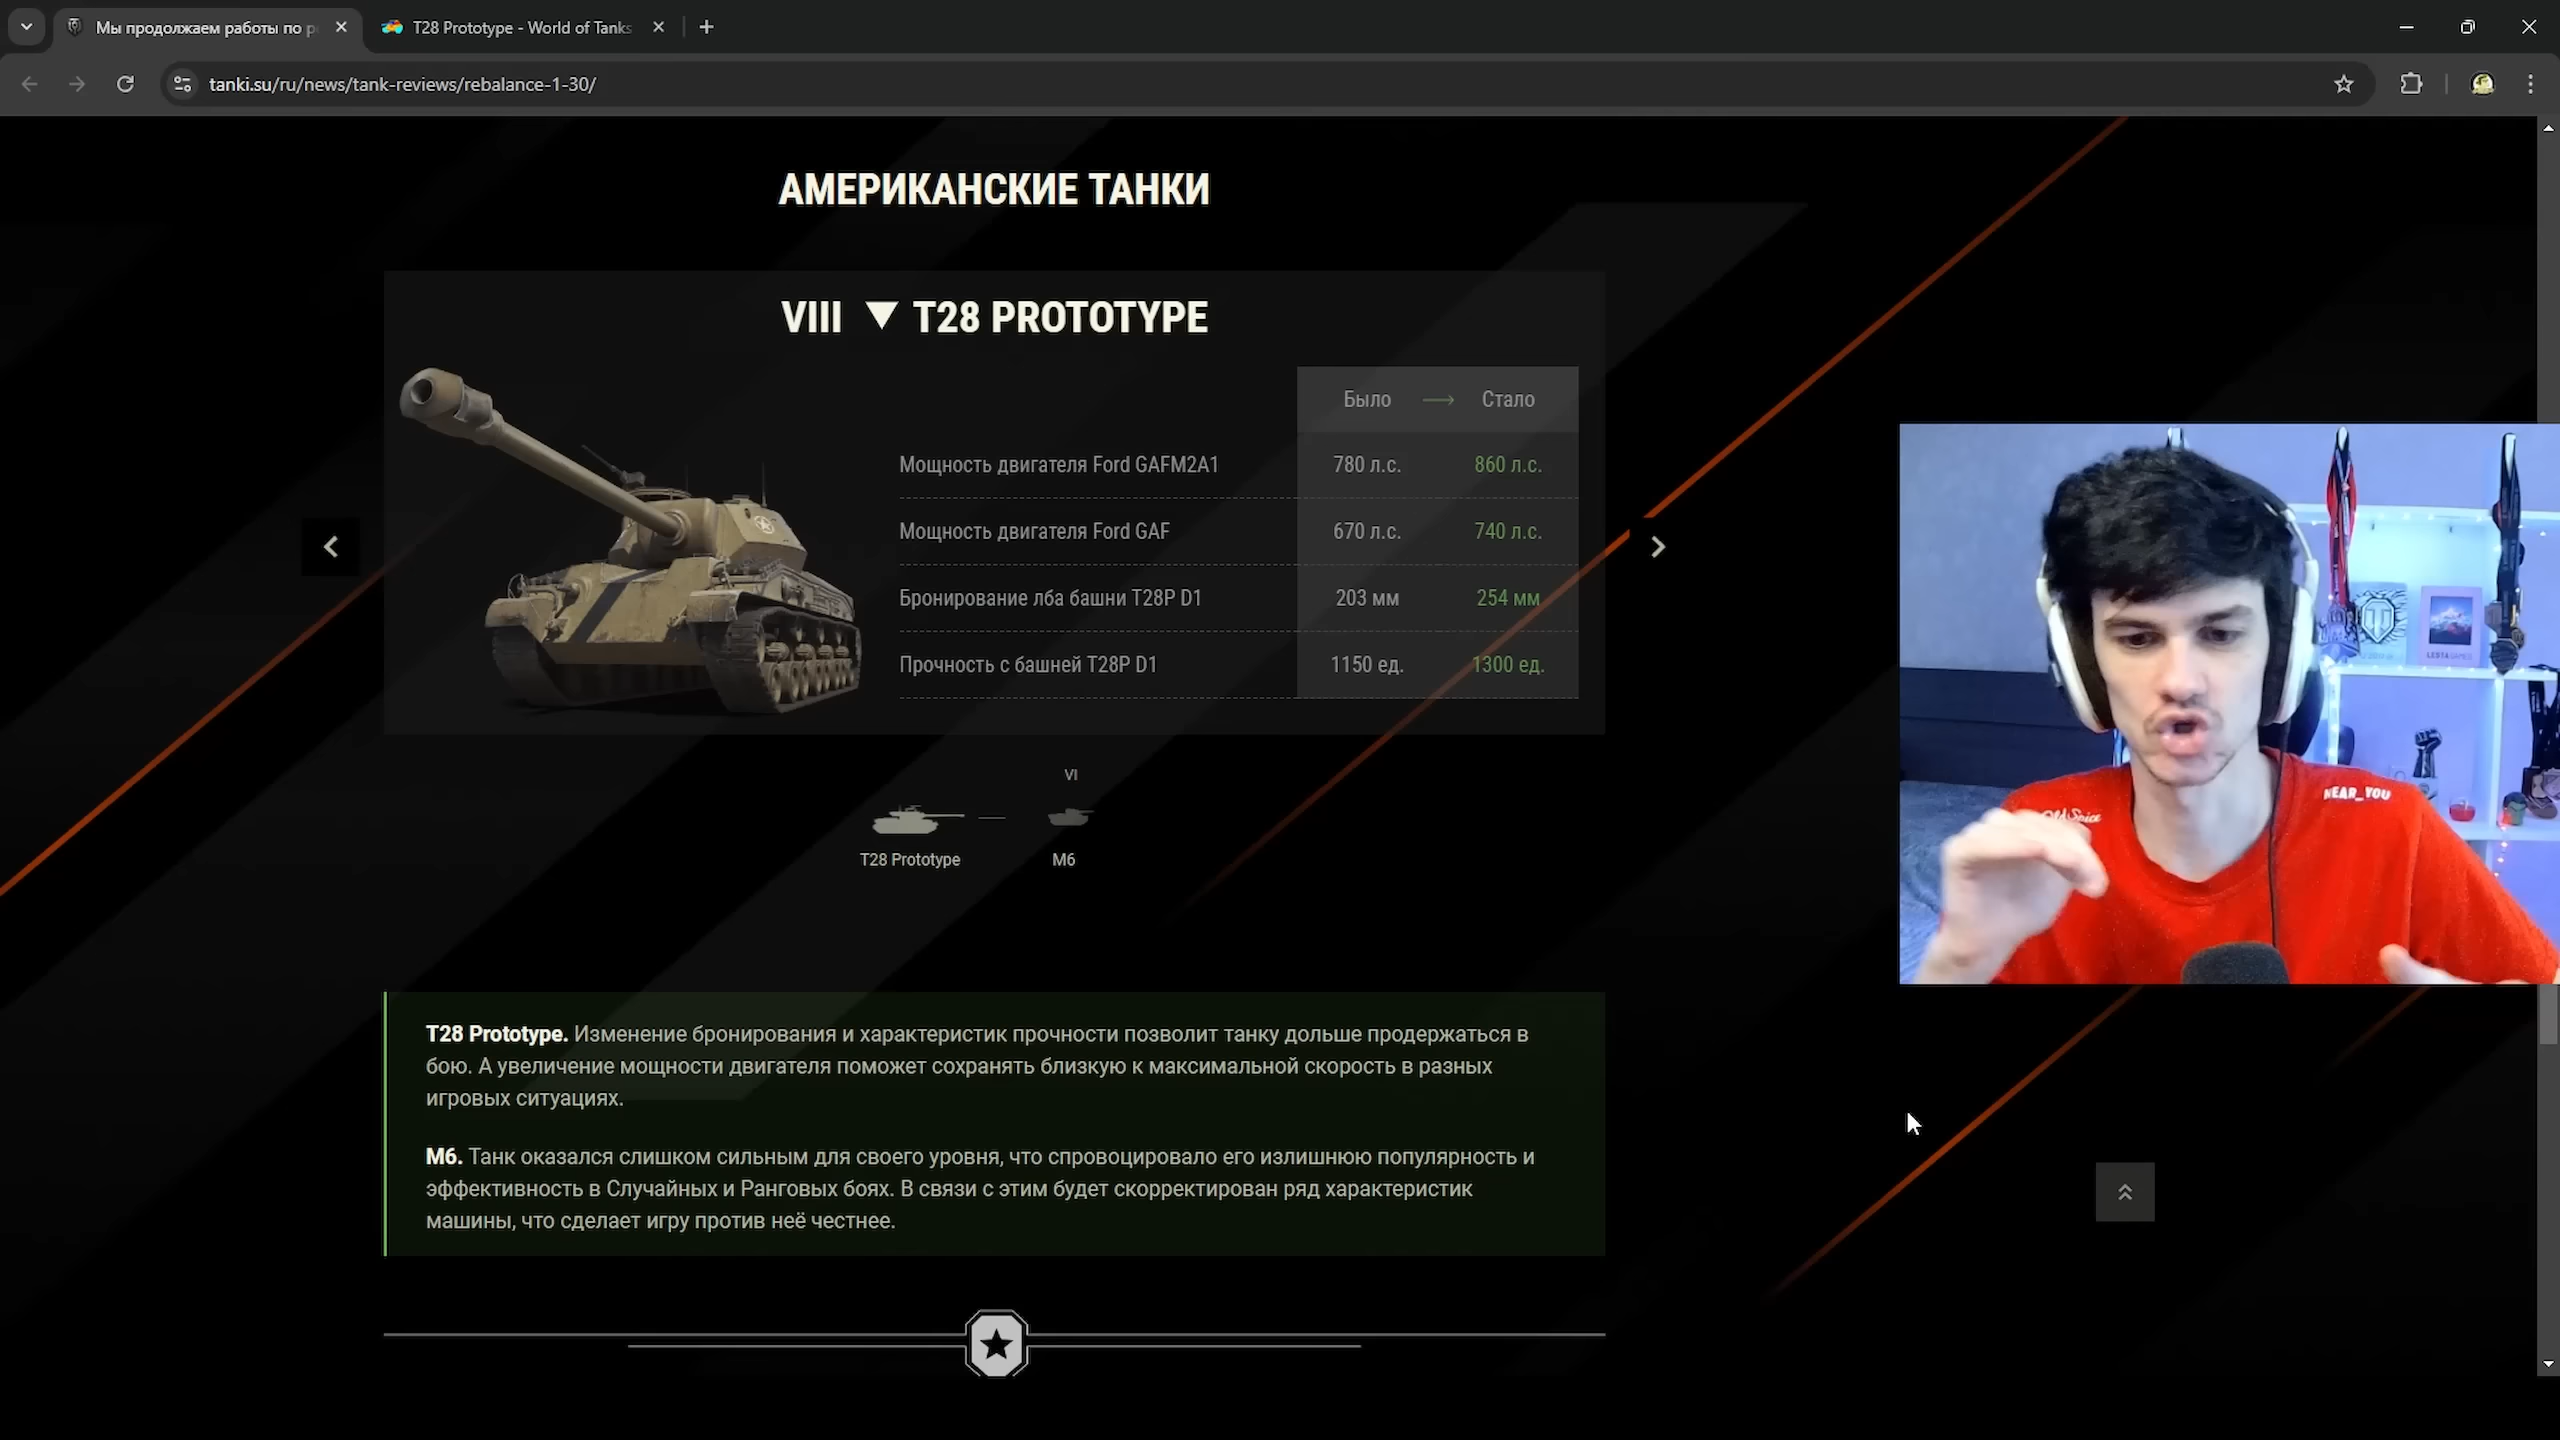 Мы продолжаем работы по р
T28 Prototype - World of Tanks
tanki.su/ru/news/tank-reviews/rebalance-1-30/
АМЕРИКАНСКИЕ ТАНКИ
VIII T28 PROTOTYPE
Было Стало
Мощность двигателя Ford GAFM2A1 780 л.с. 860 л.с.
Мощность двигателя Ford GAF 670 л.с. 740 л.с.
Бронирование лба башни T28P D1 203 мм 254 мм
Прочность с башней T28P D1 1150 ед. 1300 ед.
VI
T28 Prototype M6
T28 Prototype. Изменение бронирования и характеристик прочности позволит танку дольше продержаться в
бою. А увеличение мощности двигателя поможет сохранять близкую к максимальной скорость в разных
игровых ситуациях.
M6. Танк оказался слишком сильным для своего уровня, что спровоцировало его излишнюю популярность и
эффективность в Случайных и Ранговых боях. В связи с этим будет скорректирован ряд характеристик
машины, что сделает игру против неё честнее.
LESTA GAMES
Old Spice
NEAR_YOU